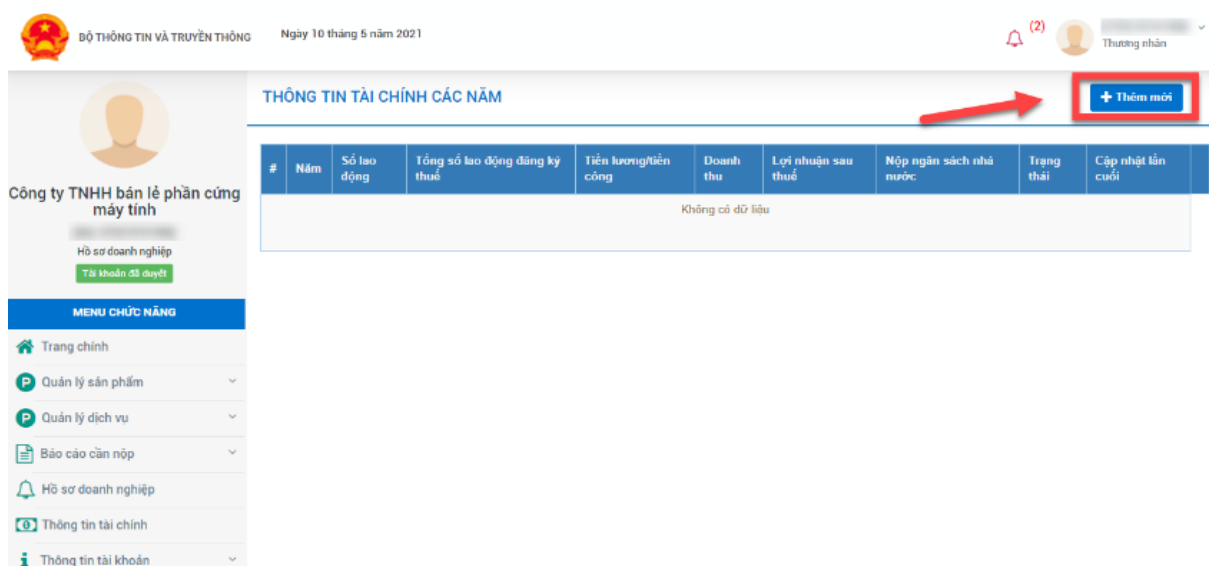 BỘ THÔNG TIN VÀ TRUYỀN THÔNG
Ngày 10 tháng 5 năm 2021
(2)
Thương nhân
THÔNG TIN TÀI CHÍNH CÁC NĂM
+ Thêm mới
# Năm Số lao động Tổng số lao động đăng ký thuế Tiền lương/tiền công Doanh thu Lợi nhuận sau thuế Nộp ngân sách nhà nước Trạng thái Cập nhật lần cuối
Không có dữ liệu
Công ty TNHH bán lẻ phần cứng
máy tính
Hồ sơ doanh nghiệp
Tài khoản đã duyệt
MENU CHỨC NĂNG
Trang chính
Quản lý sản phẩm
Quản lý dịch vụ
Báo cáo cần nộp
Hồ sơ doanh nghiệp
Thông tin tài chính
Thông tin tài khoản